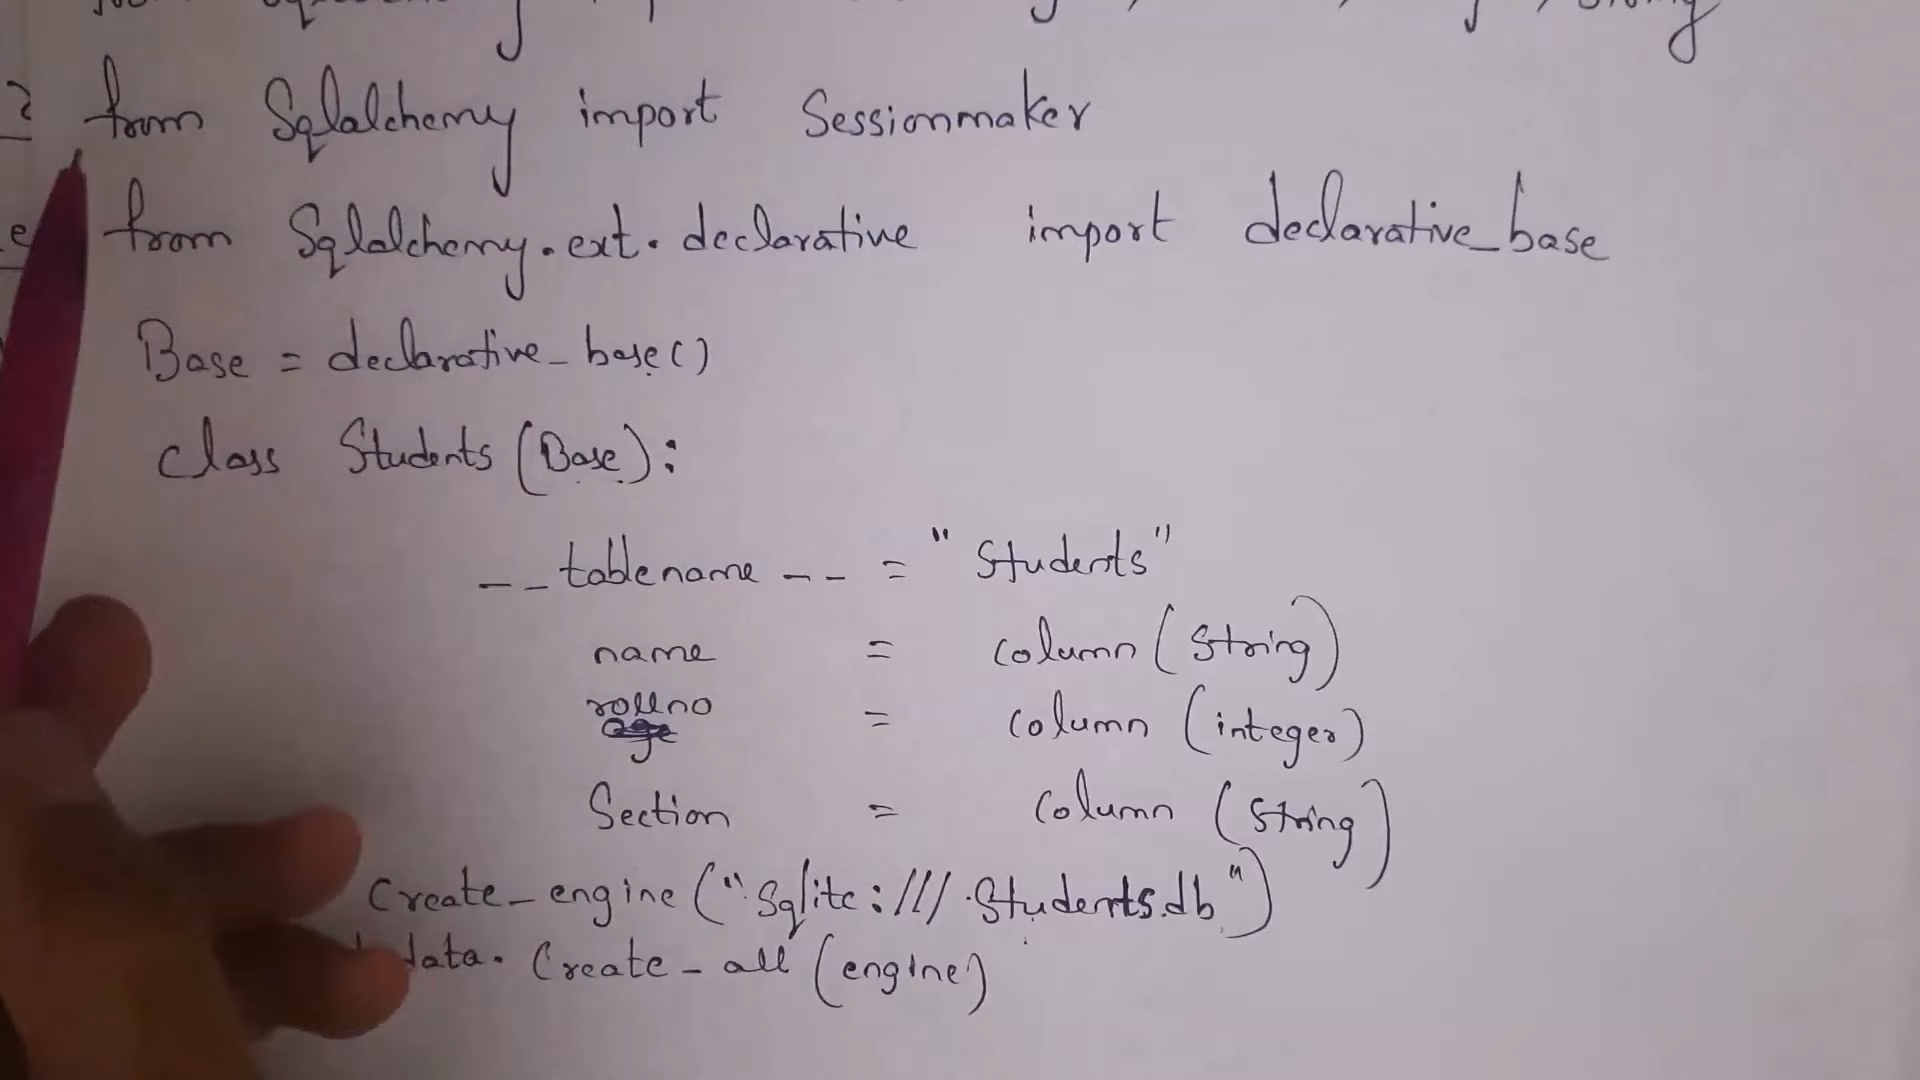 from Sqlalchemy import Sessionmaker
from Sqlalchemy.ext.declarative import declarative_base
Base = declarative_base()
class Students (Base):
__tablename__ = "Students"
name = column (String)
rollno = column (integer)
Section = column (String)
Create_engine ("Sqlite:///.Students.db")
data. Create_all (engine)